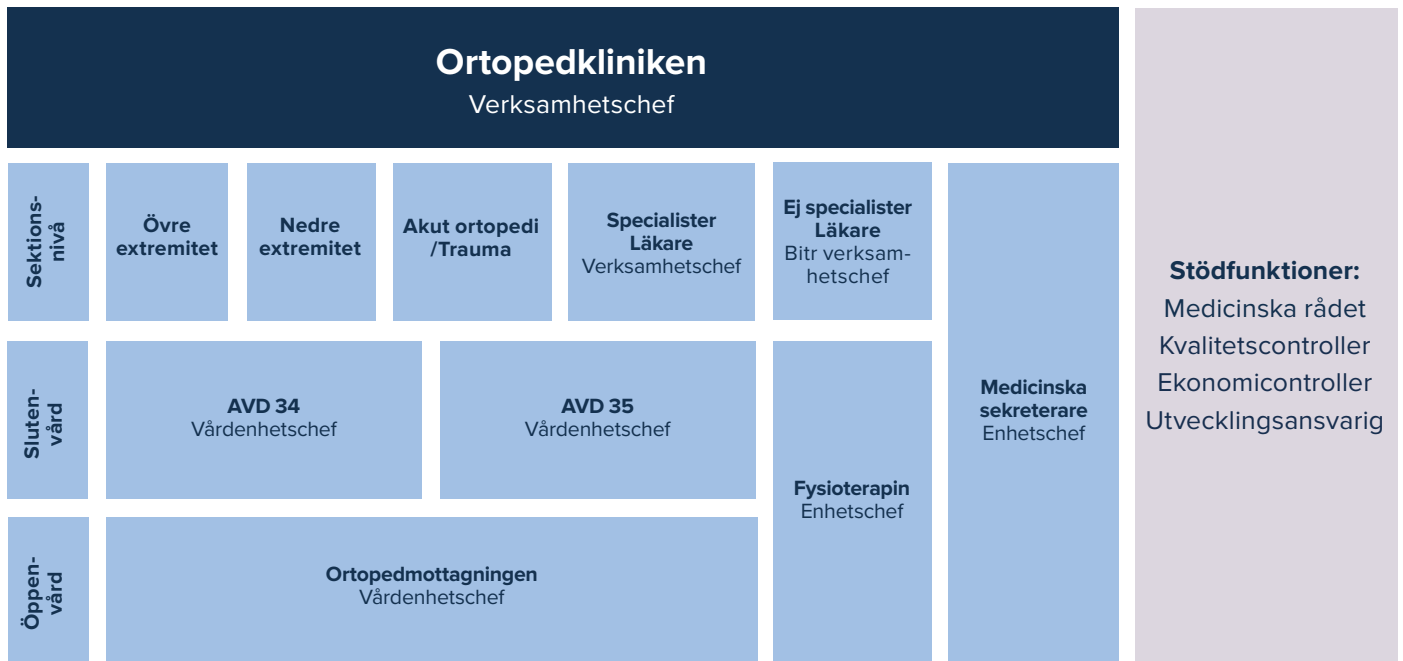 Ortopedkliniken
Verksamhetschef
Sektions-
nivå
Övre
extremitet
Nedre
extremitet
Akut ortopedi
/Trauma
Specialister
Läkare
Verksamhetschef
Ej specialister
Läkare
Bitr verksam-
hetschef
Sluten-
vård
AVD 34
Vårdenhetschef
AVD 35
Vårdenhetschef
Fysioterapin
Enhetschef
Medicinska
sekreterare
Enhetschef
Öppen-
vård
Ortopedmottagningen
Vårdenhetschef
Stödfunktioner:
Medicinska rådet
Kvalitetscontroller
Ekonomicontroller
Utvecklingsansvarig